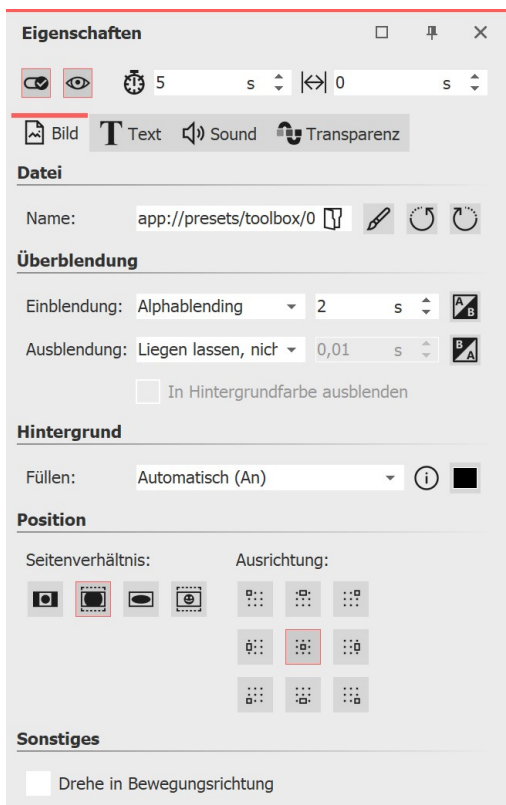 Eigenschaften
5 s 0 s
Bild Text Sound Transparenz
Datei
Name: app://presets/toolbox/0
Überblendung
Einblendung: Alphablending 2 s A B
Ausblendung: Liegen lassen, nich 0,01 s B A
In Hintergrundfarbe ausblenden
Hintergrund
Füllen: Automatisch (An)
Position
Seitenverhältnis: Ausrichtung:
Sonstiges
Drehe in Bewegungsrichtung